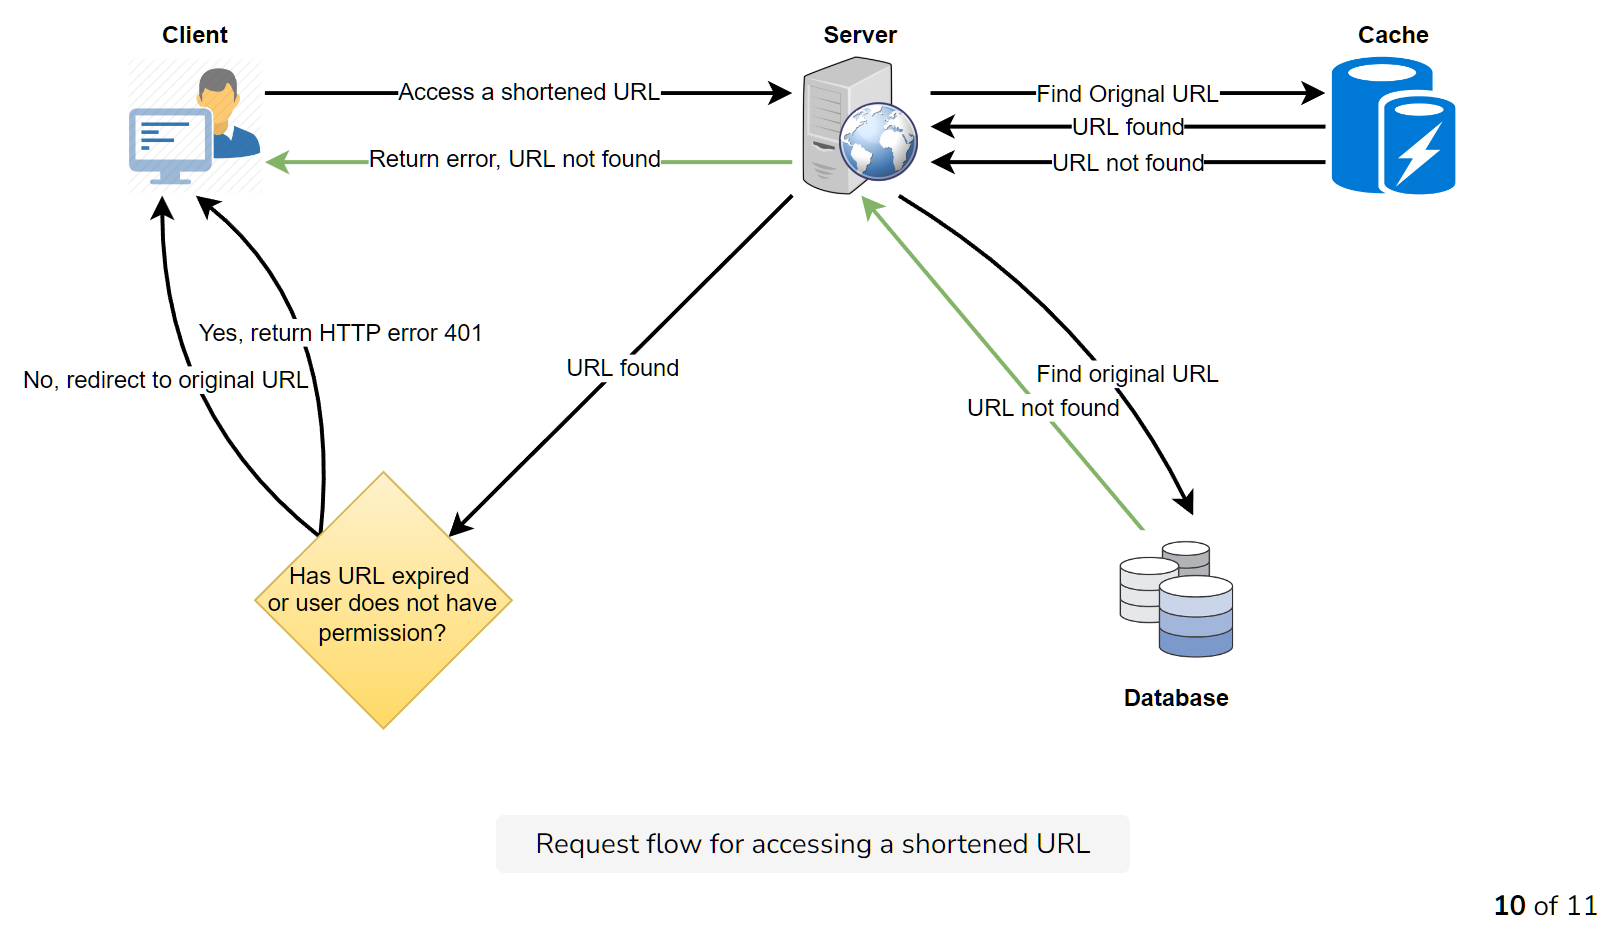 Client
Server
Cache
Access a shortened URL
Find Orignal URL
URL found
Return error, URL not found
URL not found
Yes, return HTTP error 401
No, redirect to original URL
URL found
Find original URL
URL not found
Has URL expired
or user does not have
permission?
Database
Request flow for accessing a shortened URL
10 of 11